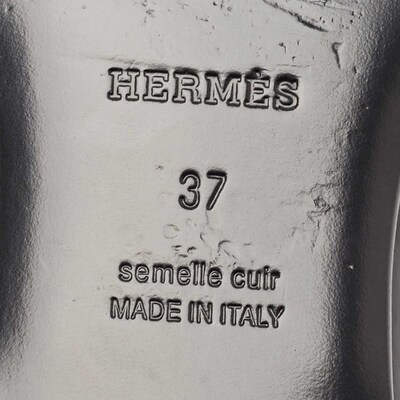 HERMÈS
37
semelle cuir
MADE IN ITALY